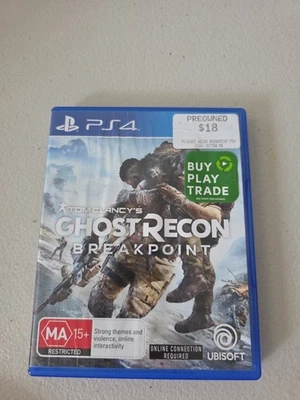 PS4
PREOWNED
$18
BUY
PLAY
TRADE
TOM CLANCY'S
GHOST RECON
BREAKPOINT
MA 15+
RESTRICTED
Strong themes and
violence, online
interactivity
ONLINE CONNECTION
REQUIRED
UBISOFT